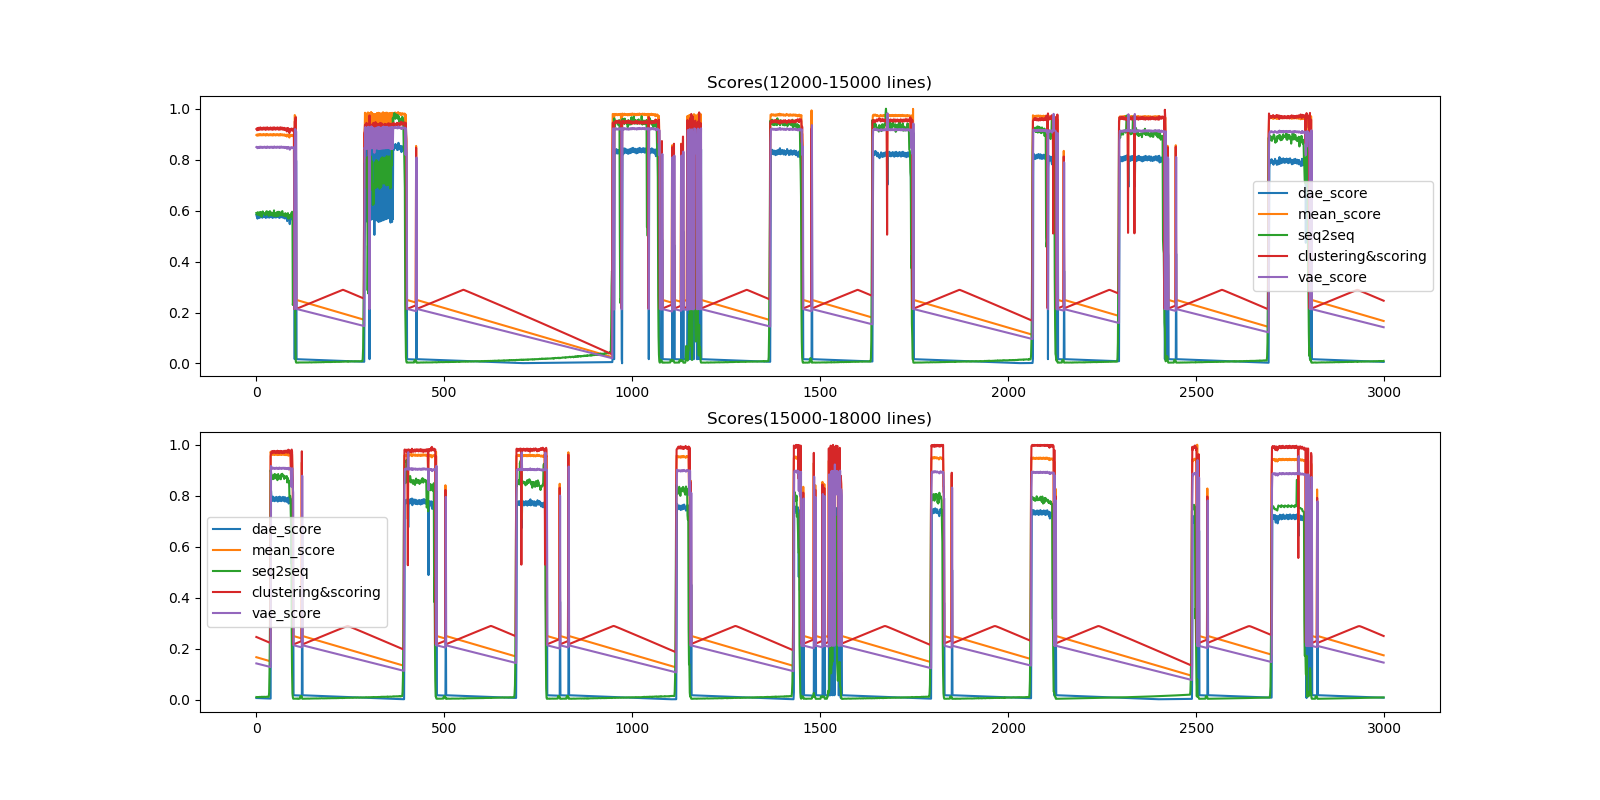 Scores(12000-15000 lines)
1.0
0.8
0.6
0.4
0.2
0.0
dae_score
mean_score
seq2seq
clustering&scoring
vae_score
0 500 1000 1500 2000 2500 3000
Scores(15000-18000 lines)
1.0
0.8
0.6
0.4
0.2
0.0
dae_score
mean_score
seq2seq
clustering&scoring
vae_score
0 500 1000 1500 2000 2500 3000